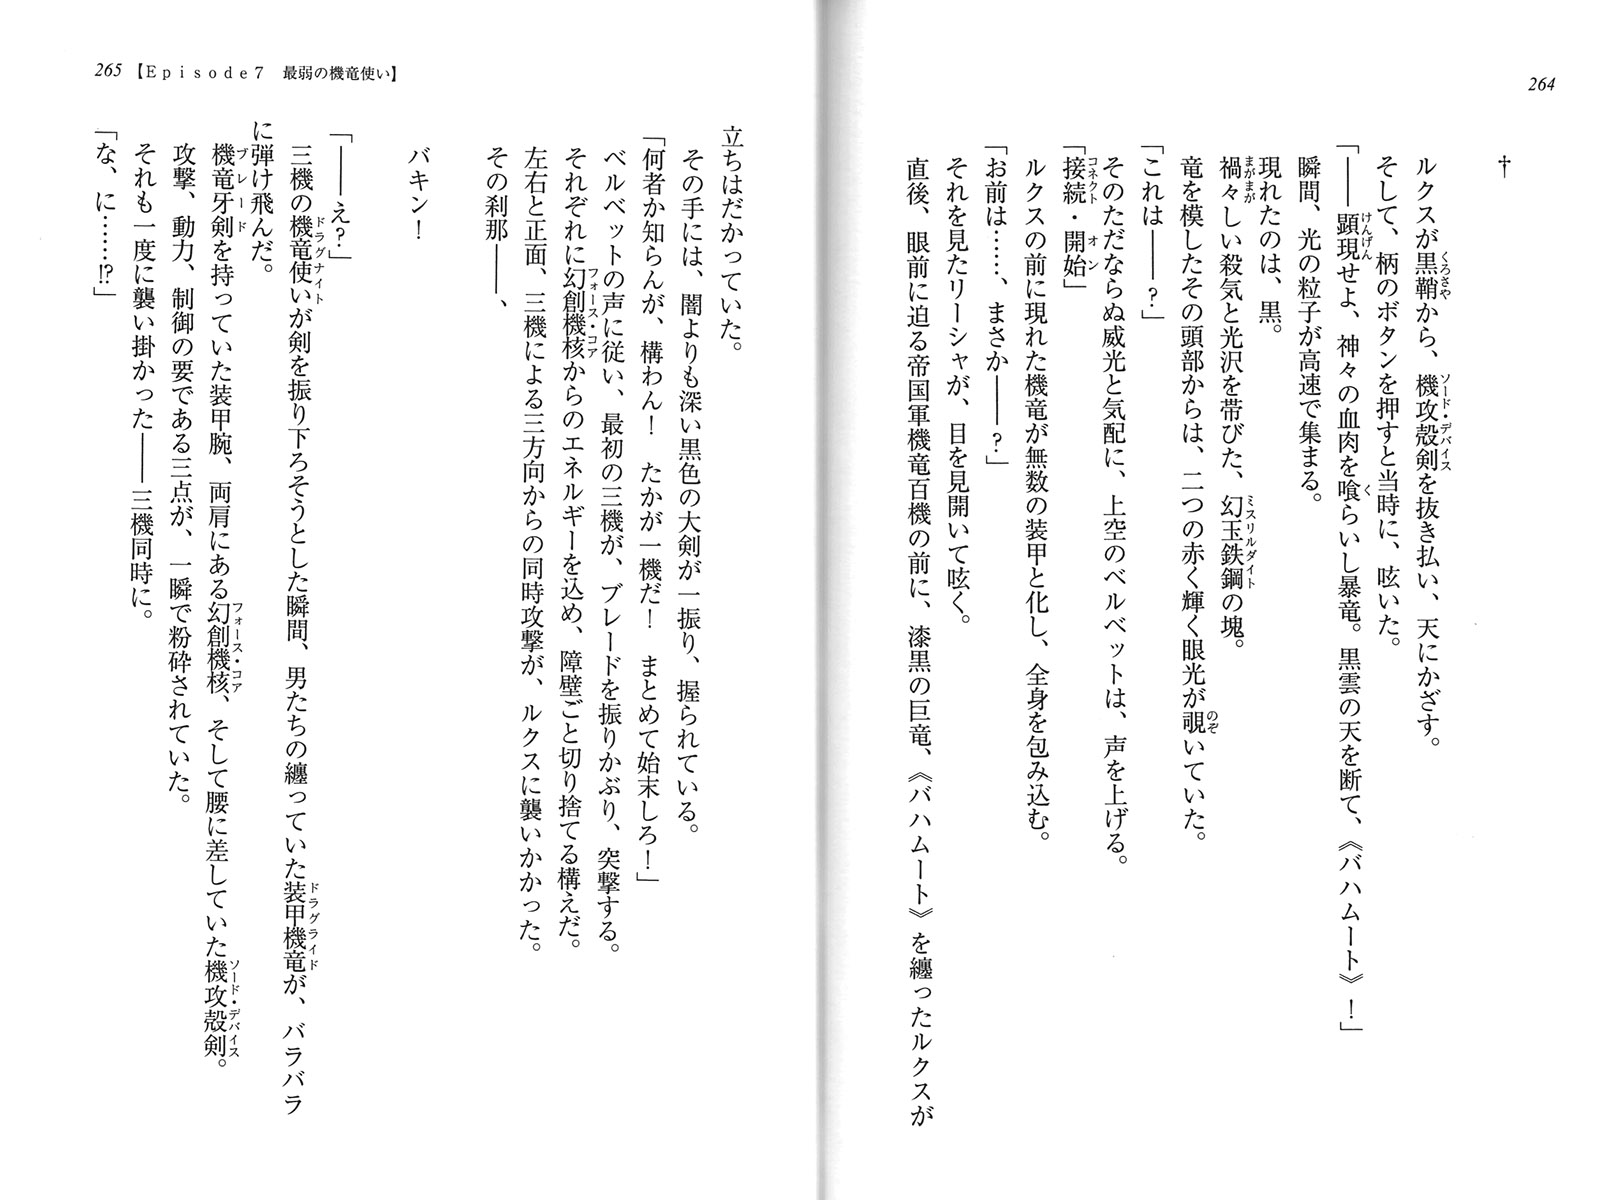 264
†
ルクスが黒鞘から、機攻殻剣を抜き払い、天にかざす。
そして、柄のボタンを押すと当時に、呟いた。
「――顕現せよ、神々の血肉を喰らいし暴竜。黒雲の天を断て、《バハムート》！」
瞬間、光の粒子が高速で集まる。
現れたのは、黒。
禍々しい殺気と光沢を帯びた、幻玉鉄鋼の塊。
竜を模したその頭部からは、二つの赤く輝く眼光が覗いていた。
「これは――？」
そのただならぬ威光と気配に、上空のベルベットは、声を上げる。
「接続・開始」
ルクスの前に現れた機竜が無数の装甲と化し、全身を包み込む。
「お前は……、まさか――？」
それを見たリーシャが、目を見開いて呟く。
直後、眼前に迫る帝国軍機竜百機の前に、漆黒の巨竜、《バハムート》を纏ったルクスが
265【Episode7　最弱の機竜使い】
立ちはだかっていた。
その手には、闇よりも深い黒色の大剣が一振り、握られている。
「何者か知らんが、構わん！　たかが一機だ！　まとめて始末しろ！」
ベルベットの声に従い、最初の三機が、ブレードを振りかぶり、突撃する。
それぞれに幻創機核からのエネルギーを込め、障壁ごと切り捨てる構えだ。
左右と正面、三機による三方向からの同時攻撃が、ルクスに襲いかかった。
その刹那――、
バキン！
「――え？」
三機の機竜使いが剣を振り下ろそうとした瞬間、男たちの纏っていた装甲機竜が、バラバラ
に弾け飛んだ。
機竜牙剣を持っていた装甲腕、両肩にある幻創機核、そして腰に差していた機攻殻剣。
攻撃、動力、制御の要である三点が、一瞬で粉砕されていた。
それも一度に襲い掛かった――三機同時に。
「な、に……⁉」